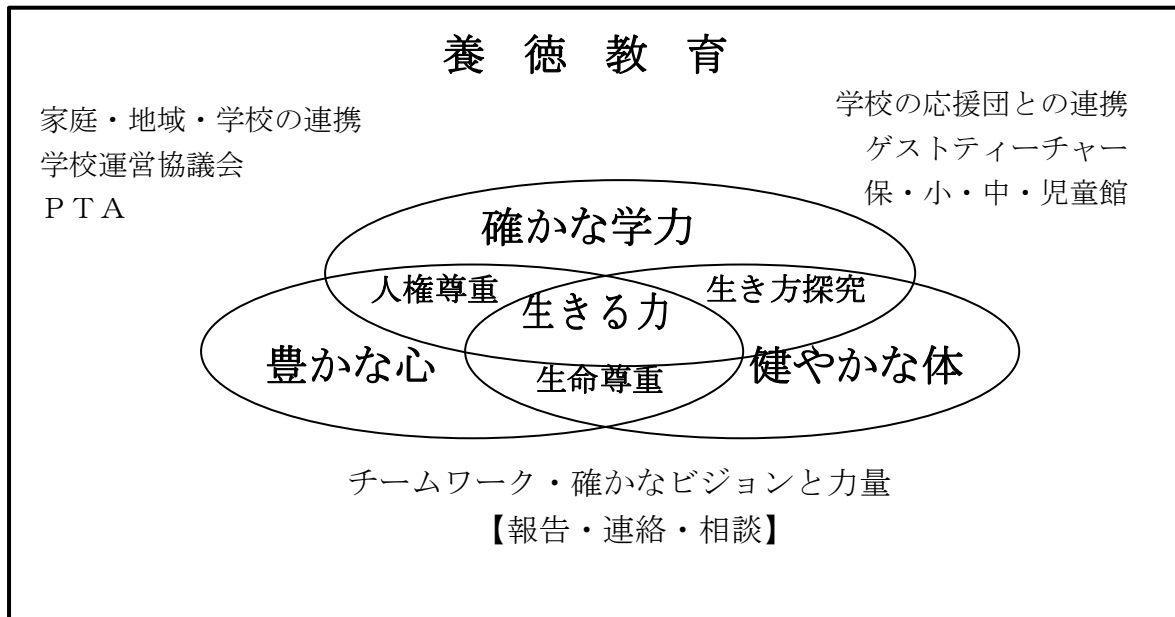 養 徳 教 育
家庭・地域・学校の連携
学校運営協議会
ＰＴＡ
学校の応援団との連携
ゲストティーチャー
保・小・中・児童館
確かな学力
人権尊重
生きる力
生き方探究
豊かな心
生命尊重
健やかな体
チームワーク・確かなビジョンと力量
【報告・連絡・相談】